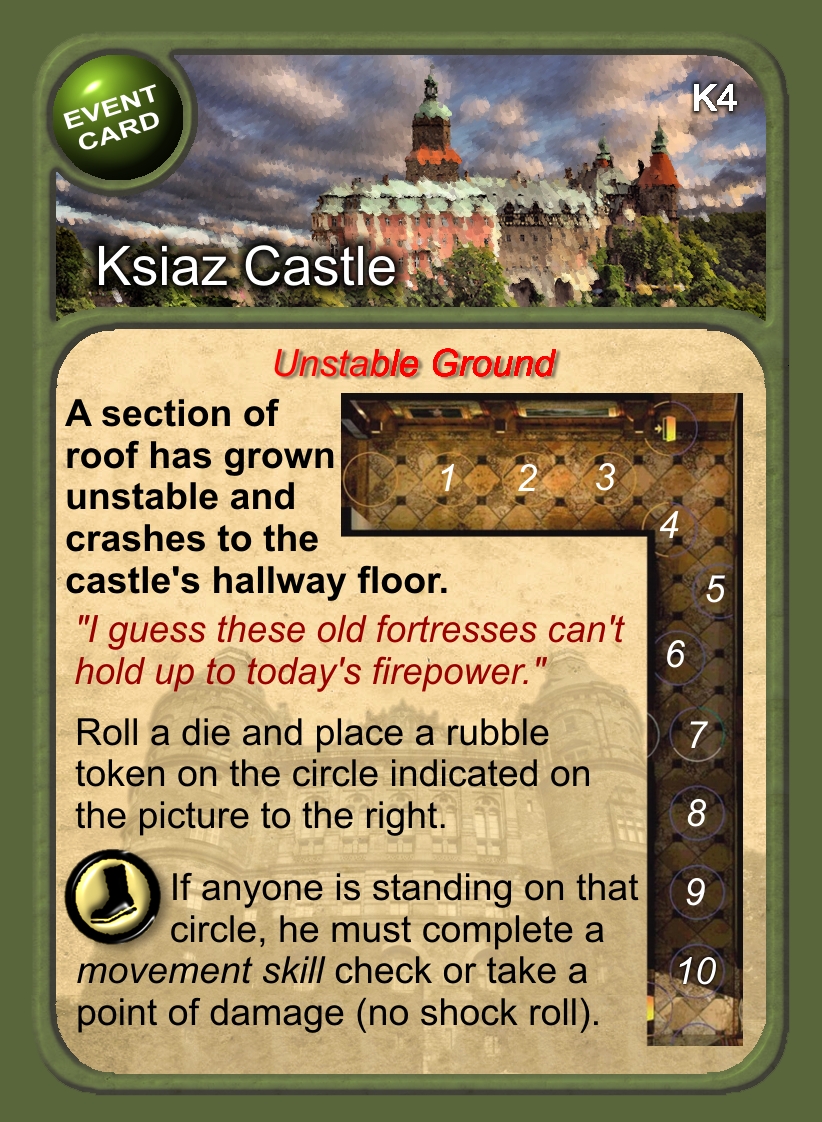 EVENT
CARD
K4
Ksiaz Castle
Unstable Ground
A section of
roof has grown
unstable and
crashes to the
castle's hallway floor.
1 2 3
4
5
6
7
8
9
10
"I guess these old fortresses can't
hold up to today's firepower."
Roll a die and place a rubble
token on the circle indicated on
the picture to the right.
If anyone is standing on that
circle, he must complete a
movement skill check or take a
point of damage (no shock roll).